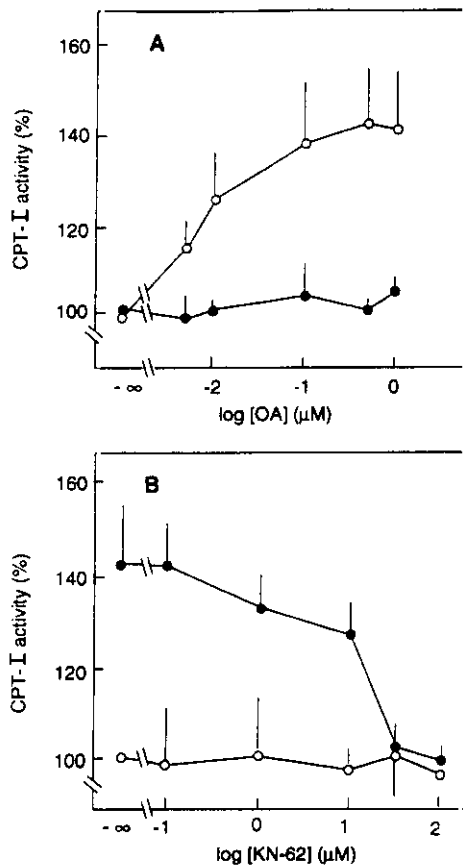 A
160
140
120
100
CPT-I activity (%)
- ∞
-2
-1
0
log [OA] (μM)
B
160
140
120
100
CPT-I activity (%)
- ∞
-1
0
1
2
log [KN-62] (μM)